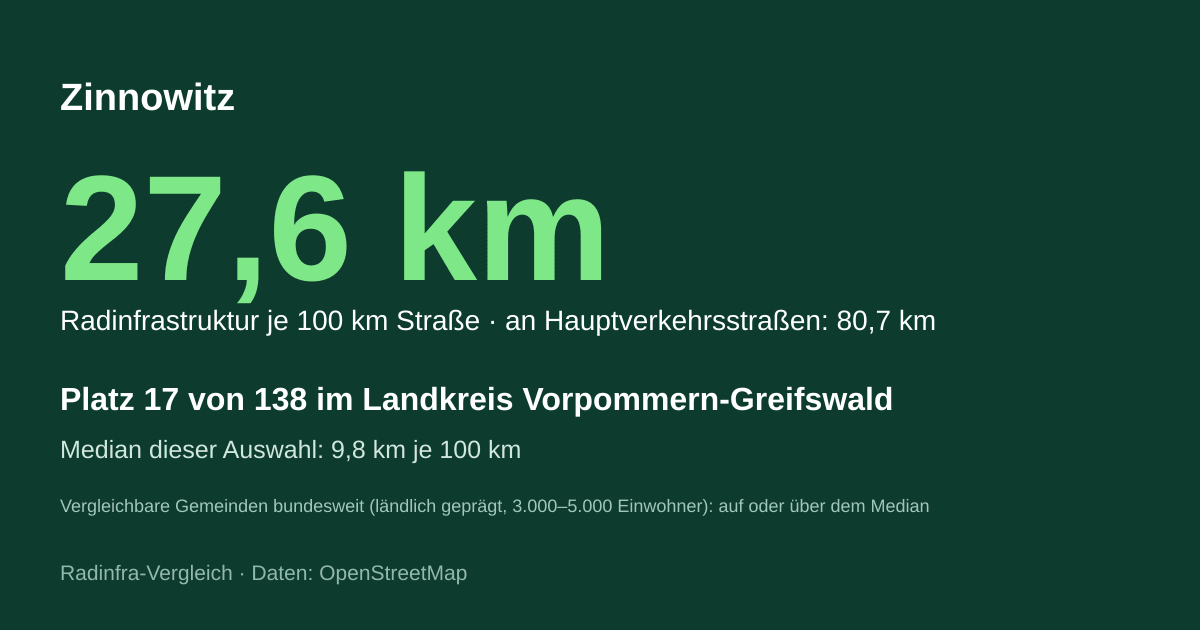 Zinnowitz
27,6 km
Radinfrastruktur je 100 km Straße · an Hauptverkehrsstraßen: 80,7 km
Platz 17 von 138 im Landkreis Vorpommern-Greifswald
Median dieser Auswahl: 9,8 km je 100 km
Vergleichbare Gemeinden bundesweit (ländlich geprägt, 3.000–5.000 Einwohner): auf oder über dem Median
Radinfra-Vergleich · Daten: OpenStreetMap